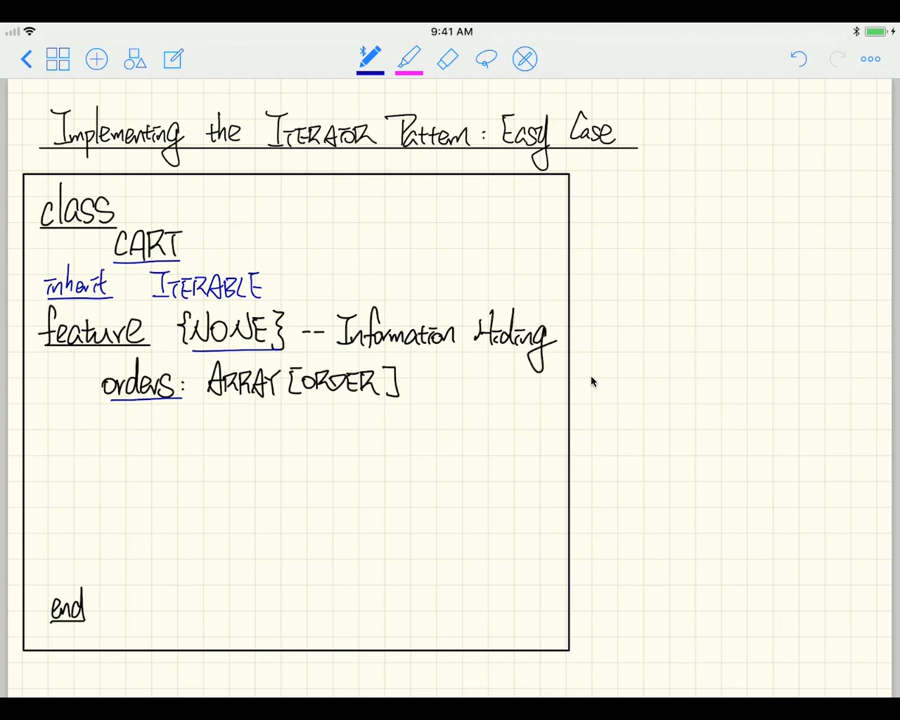 9:41 AM
Implementing the ITERATOR Pattern: Easy Case
class
CART
inherit ITERABLE
feature {NONE} -- Information Hiding
orders: ARRAY[ORDER]
end